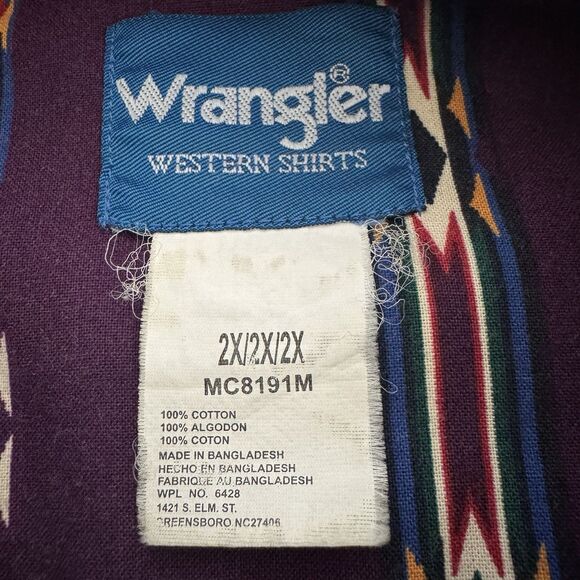 Wrangler®
WESTERN SHIRTS
2X/2X/2X
MC8191M
100% COTTON
100% ALGODON
100% COTON
MADE IN BANGLADESH
HECHO EN BANGLADESH
FABRIQUE AU BANGLADESH
WPL NO. 6428
1421 S. ELM ST.
GREENSBORO NC27406